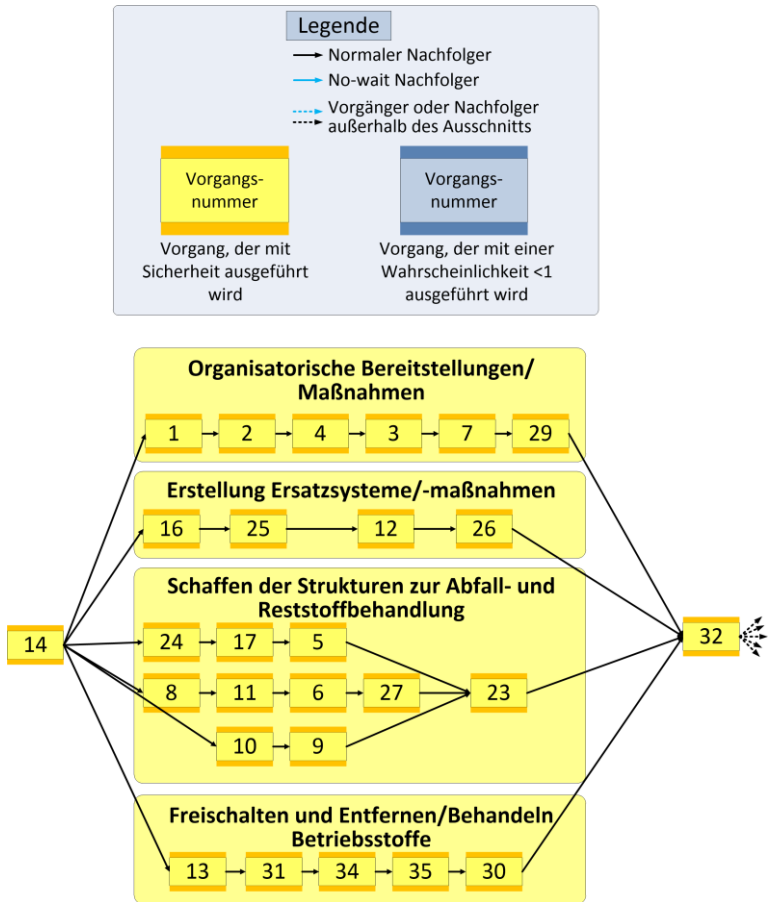 Legende
Normaler Nachfolger
No-wait Nachfolger
Vorgänger oder Nachfolger
außerhalb des Ausschnitts
Vorgangs-
nummer
Vorgangs-
nummer
Vorgang, der mit
Sicherheit ausgeführt
wird
Vorgang, der mit einer
Wahrscheinlichkeit <1
ausgeführt wird
Organisatorische Bereitstellungen/
Maßnahmen
1 2 4 3 7 29
Erstellung Ersatzsysteme/-maßnahmen
16 25 12 26
Schaffen der Strukturen zur Abfall- und
Reststoffbehandlung
14
24 17 5
32
8 11 6 27 23
10 9
Freischalten und Entfernen/Behandeln
Betriebsstoffe
13 31 34 35 30